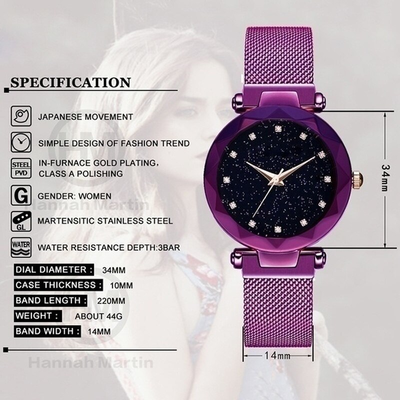 SPECIFICATION
JAPANESE MOVEMENT
SIMPLE DESIGN OF FASHION TREND
STEEL
PVD
IN-FURNACE GOLD PLATING,
CLASS A POLISHING
G
GENDER: WOMEN
Hannah Martin
GL
MARTENSITIC STAINLESS STEEL
WATER
WATER RESISTANCE DEPTH:3BAR
DIAL DIAMETER : 34MM
CASE THICKNESS : 10MM
BAND LENGTH : 220MM
WEIGHT : ABOUT 44G
BAND WIDTH : 14MM
Hannah Martin
34mm
14mm